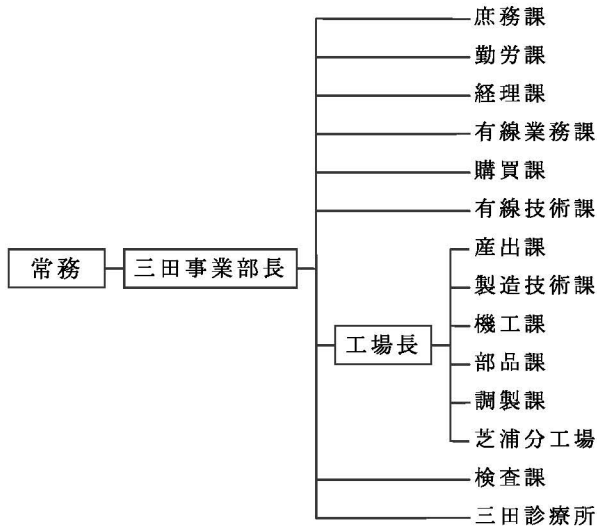 庶務課
勤労課
経理課
有線業務課
購買課
有線技術課
常務
三田事業部長
産出課
製造技術課
機工課
工場長
部品課
調製課
芝浦分工場
検査課
三田診療所